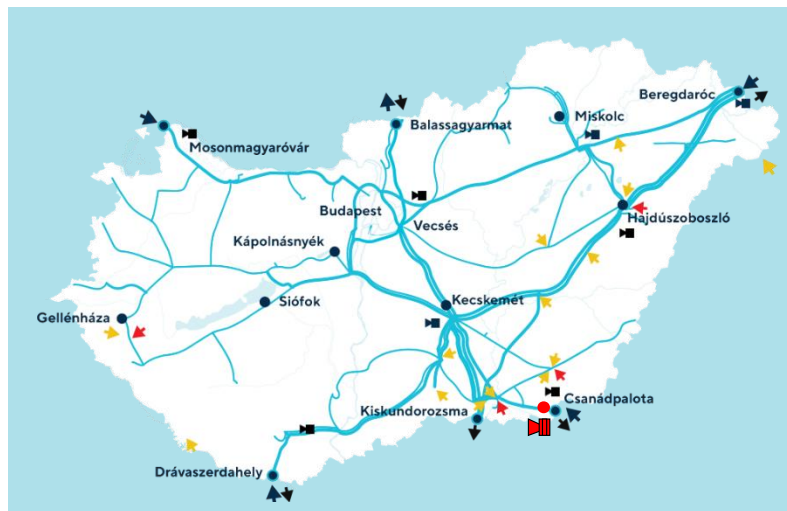 Beregdaróc
Miskolc
Balassagyarmat
Mosonmagyaróvár
Budapest
Vecsés
Hajdúszoboszló
Kápolnásnyék
Siófok
Kecskemét
Gellénháza
Csanádpalota
Kiskundorozsma
Drávaszerdahely